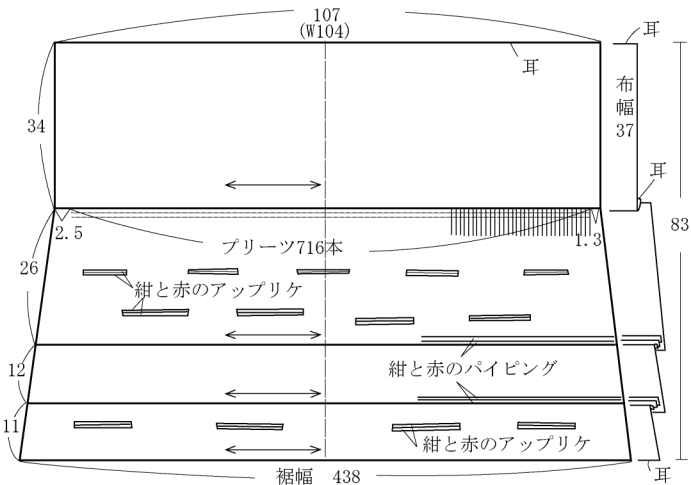 107
(W104)
耳
耳
布幅37
34
耳
2.5
プリーツ716本
1.3
83
26
紺と赤のアップリケ
12
紺と赤のパイピング
11
紺と赤のアップリケ
裾幅 438
耳